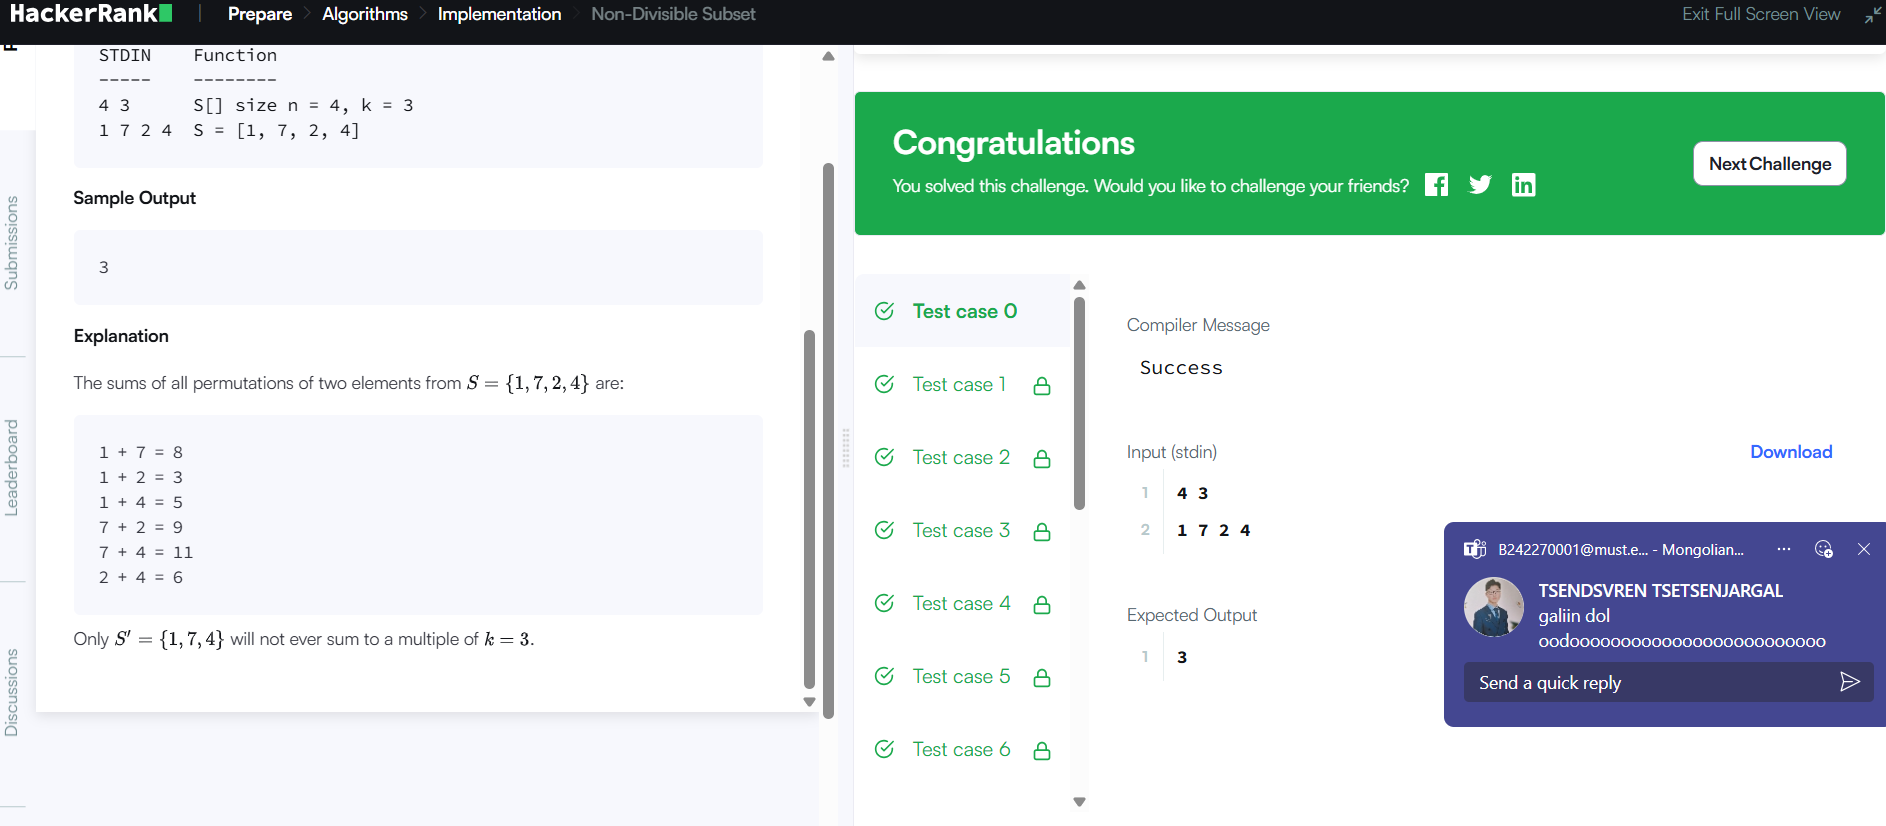 HackerRank | Prepare > Algorithms > Implementation > Non-Divisible Subset
Exit Full Screen View
Submissions
Leaderboard
Discussions
STDIN    Function
-----    --------
4 3      S[] size n = 4, k = 3
1 7 2 4  S = [1, 7, 2, 4]
Sample Output
3
Explanation
The sums of all permutations of two elements from S = {1, 7, 2, 4} are:
1 + 7 = 8
1 + 2 = 3
1 + 4 = 5
7 + 2 = 9
7 + 4 = 11
2 + 4 = 6
Only S′ = {1, 7, 4} will not ever sum to a multiple of k = 3.
Congratulations
You solved this challenge. Would you like to challenge your friends?
Next Challenge
Test case 0
Test case 1
Test case 2
Test case 3
Test case 4
Test case 5
Test case 6
Compiler Message
Success
Input (stdin)
Download
1 4 3
2 1 7 2 4
Expected Output
1 3
B242270001@must.e... - Mongolian...
TSENDSVREN TSETSENJARGAL
galiin dol
oodooooooooooooooooooooooooo
Send a quick reply